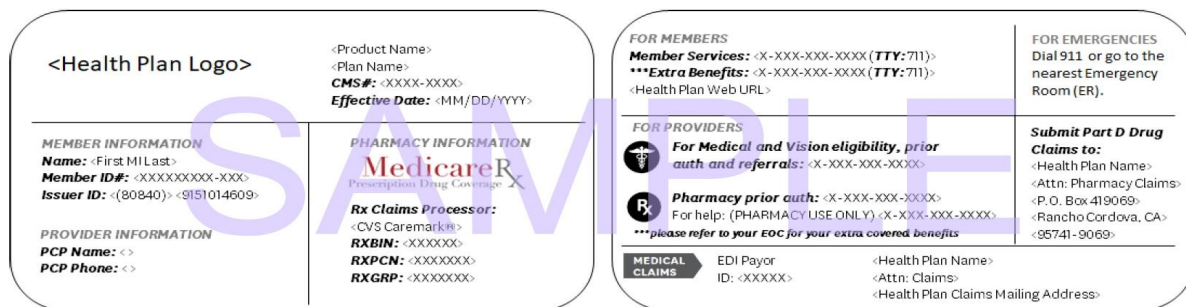 <Health Plan Logo>
<Product Name>
<Plan Name>
CMS#: <XXXX-XXXX>
Effective Date: <MM/DD/YYYY>
MEMBER INFORMATION
Name: <First MI Last>
Member ID#: <XXXXXXXXX-XXX>
Issuer ID: <(80840)> <9151014609>
PROVIDER INFORMATION
PCP Name: <>
PCP Phone: <>
PHARMACY INFORMATION
MedicareRx
Prescription Drug Coverage
Rx Claims Processor:
<CVS Caremark®>
RXBIN: <XXXXXX>
RXPCN: <XXXXXXX>
RXGRP: <XXXXXXX>
SAMPLE
FOR MEMBERS
Member Services: <X-XXX-XXX-XXXX (TTY:711)>
***Extra Benefits: <X-XXX-XXX-XXXX (TTY:711)>
<Health Plan Web URL>
FOR EMERGENCIES
Dial 911 or go to the
nearest Emergency
Room (ER).
FOR PROVIDERS
For Medical and Vision eligibility, prior
auth and referrals: <X-XXX-XXX-XXXX>
Rx
Pharmacy prior auth: <X-XXX-XXX-XXXX>
For help: (PHARMACY USE ONLY) <X-XXX-XXX-XXXX>
***please refer to your EOC for your extra covered benefits
Submit Part D Drug
Claims to:
<Health Plan Name>
<Attn: Pharmacy Claims>
<P.O. Box 419069>
<Rancho Cordova, CA>
<95741-9069>
MEDICAL
CLAIMS
EDI Payor
ID: <XXXXX>
<Health Plan Name>
<Attn: Claims>
<Health Plan Claims Mailing Address>